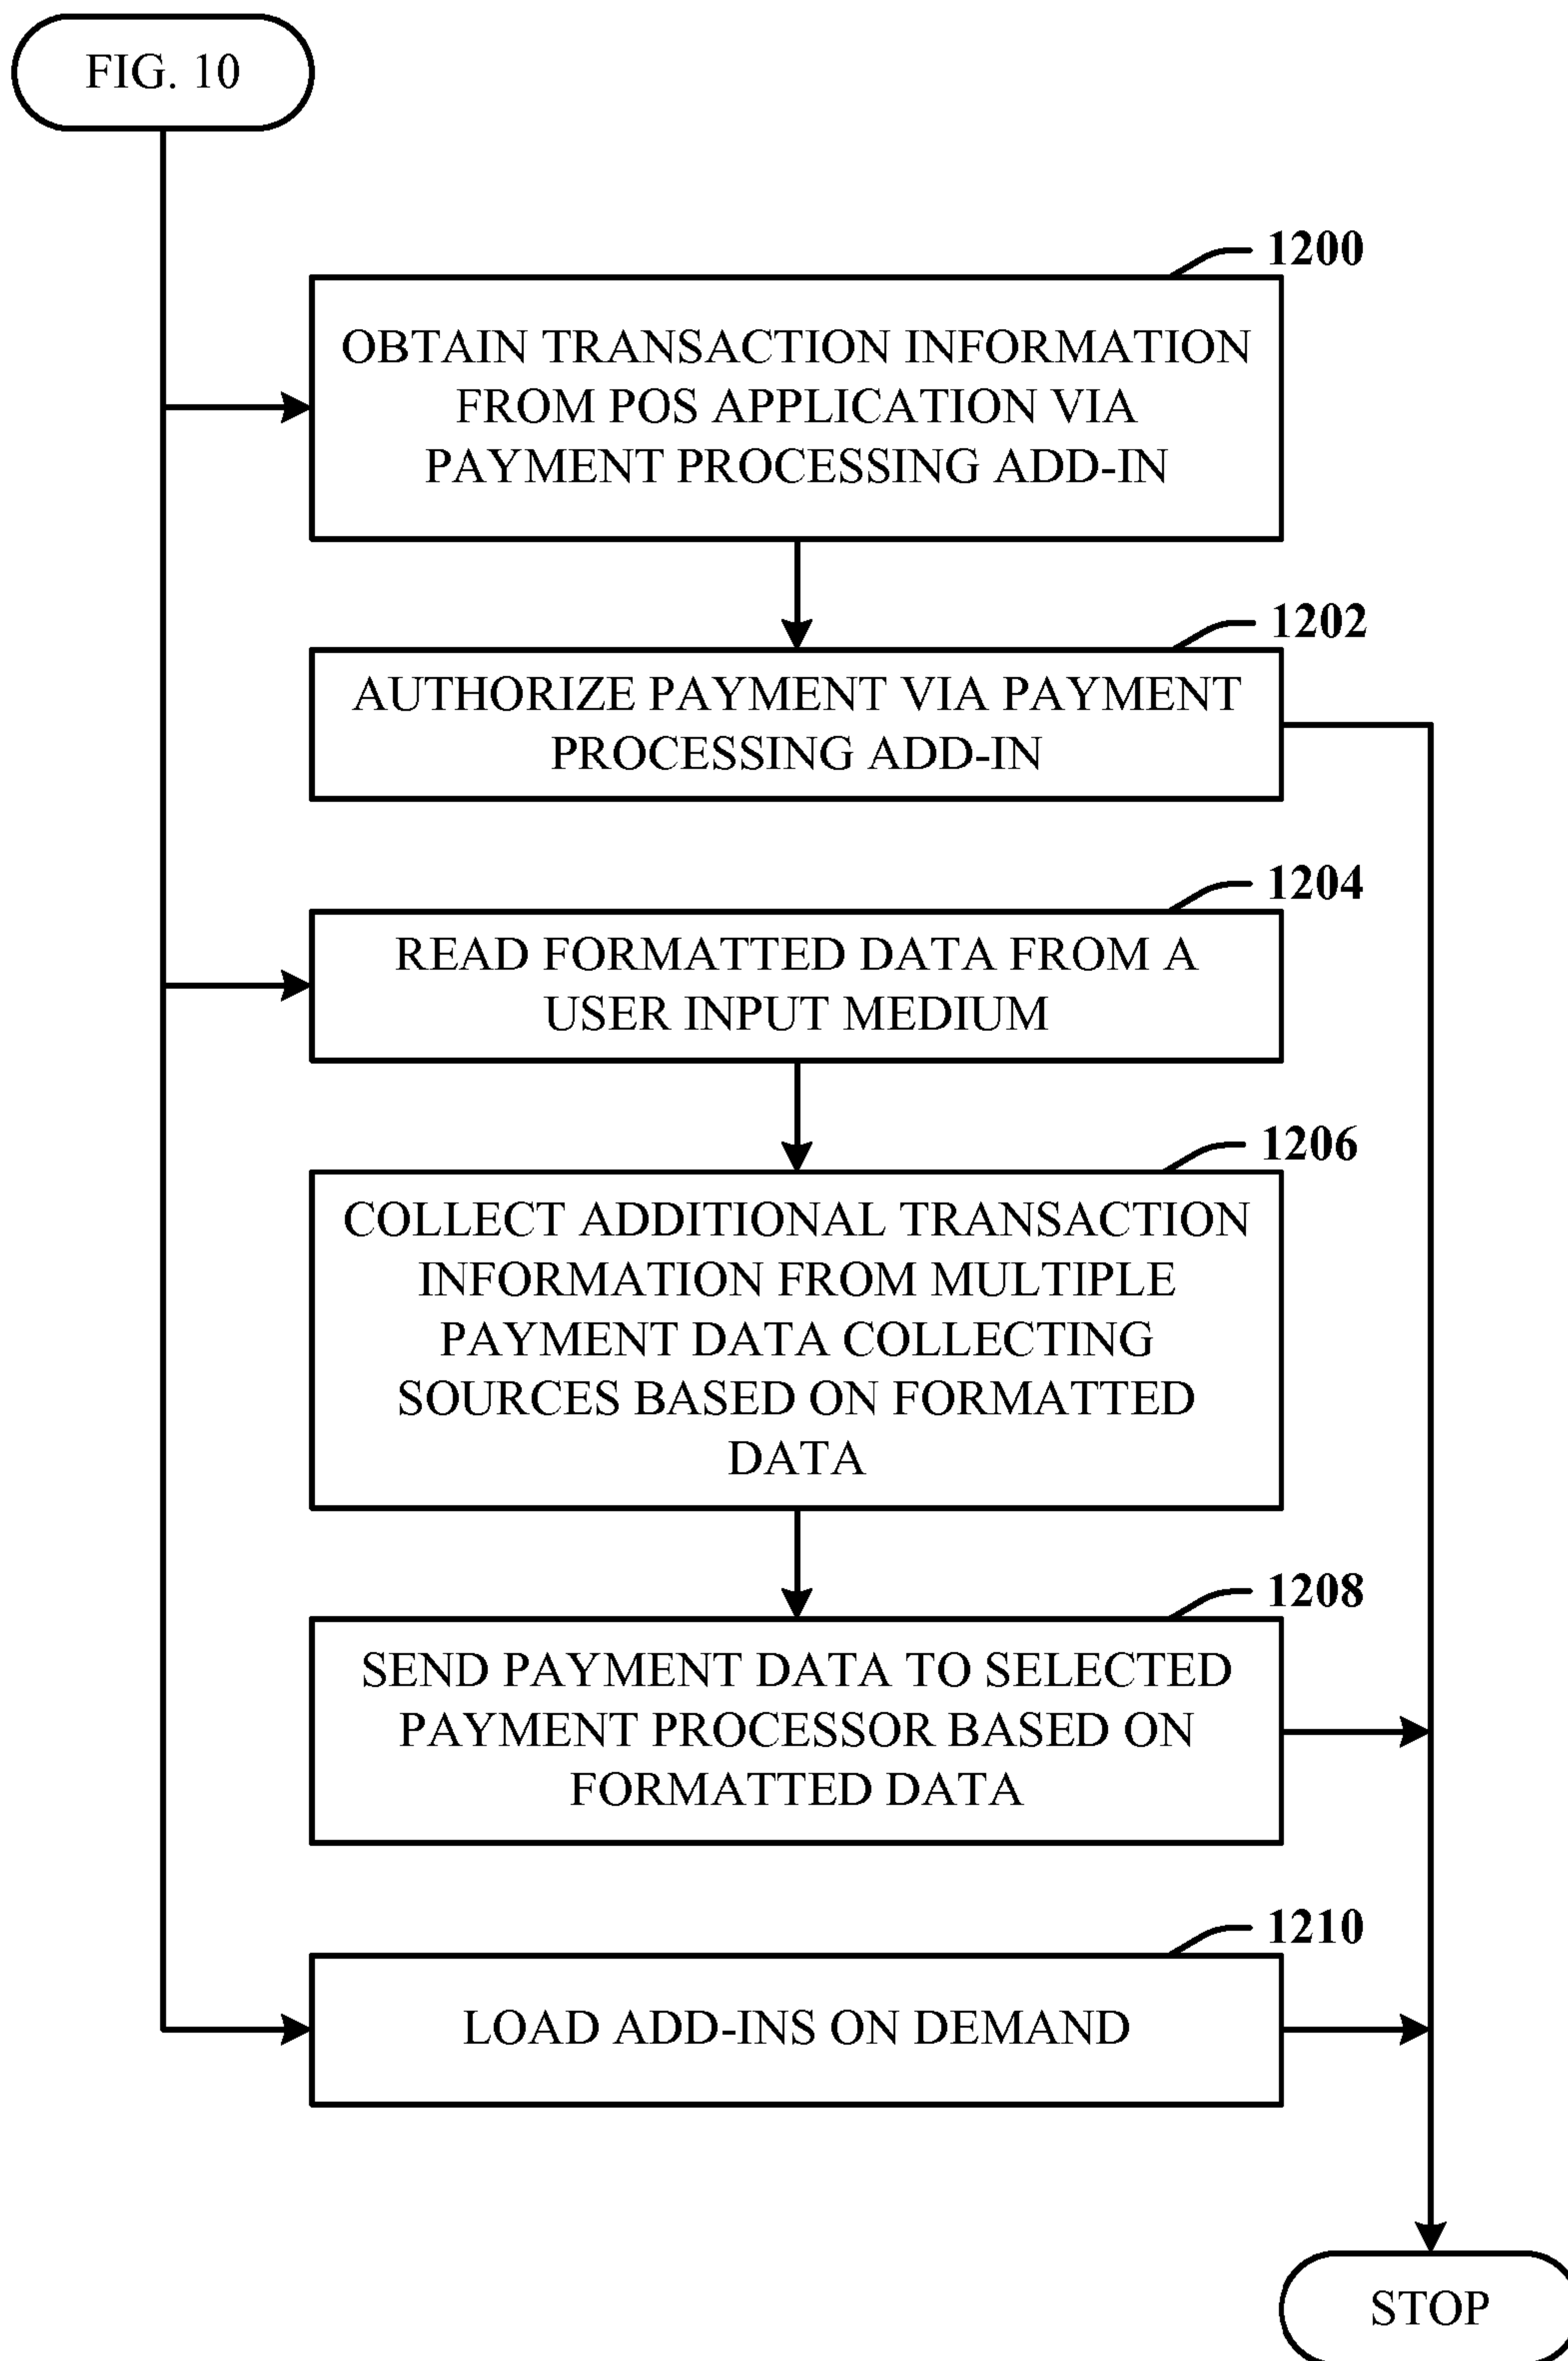 FIG. 10
1200
OBTAIN TRANSACTION INFORMATION
FROM POS APPLICATION VIA
PAYMENT PROCESSING ADD-IN
1202
AUTHORIZE PAYMENT VIA PAYMENT
PROCESSING ADD-IN
1204
READ FORMATTED DATA FROM A
USER INPUT MEDIUM
1206
COLLECT ADDITIONAL TRANSACTION
INFORMATION FROM MULTIPLE
PAYMENT DATA COLLECTING
SOURCES BASED ON FORMATTED
DATA
1208
SEND PAYMENT DATA TO SELECTED
PAYMENT PROCESSOR BASED ON
FORMATTED DATA
1210
LOAD ADD-INS ON DEMAND
STOP